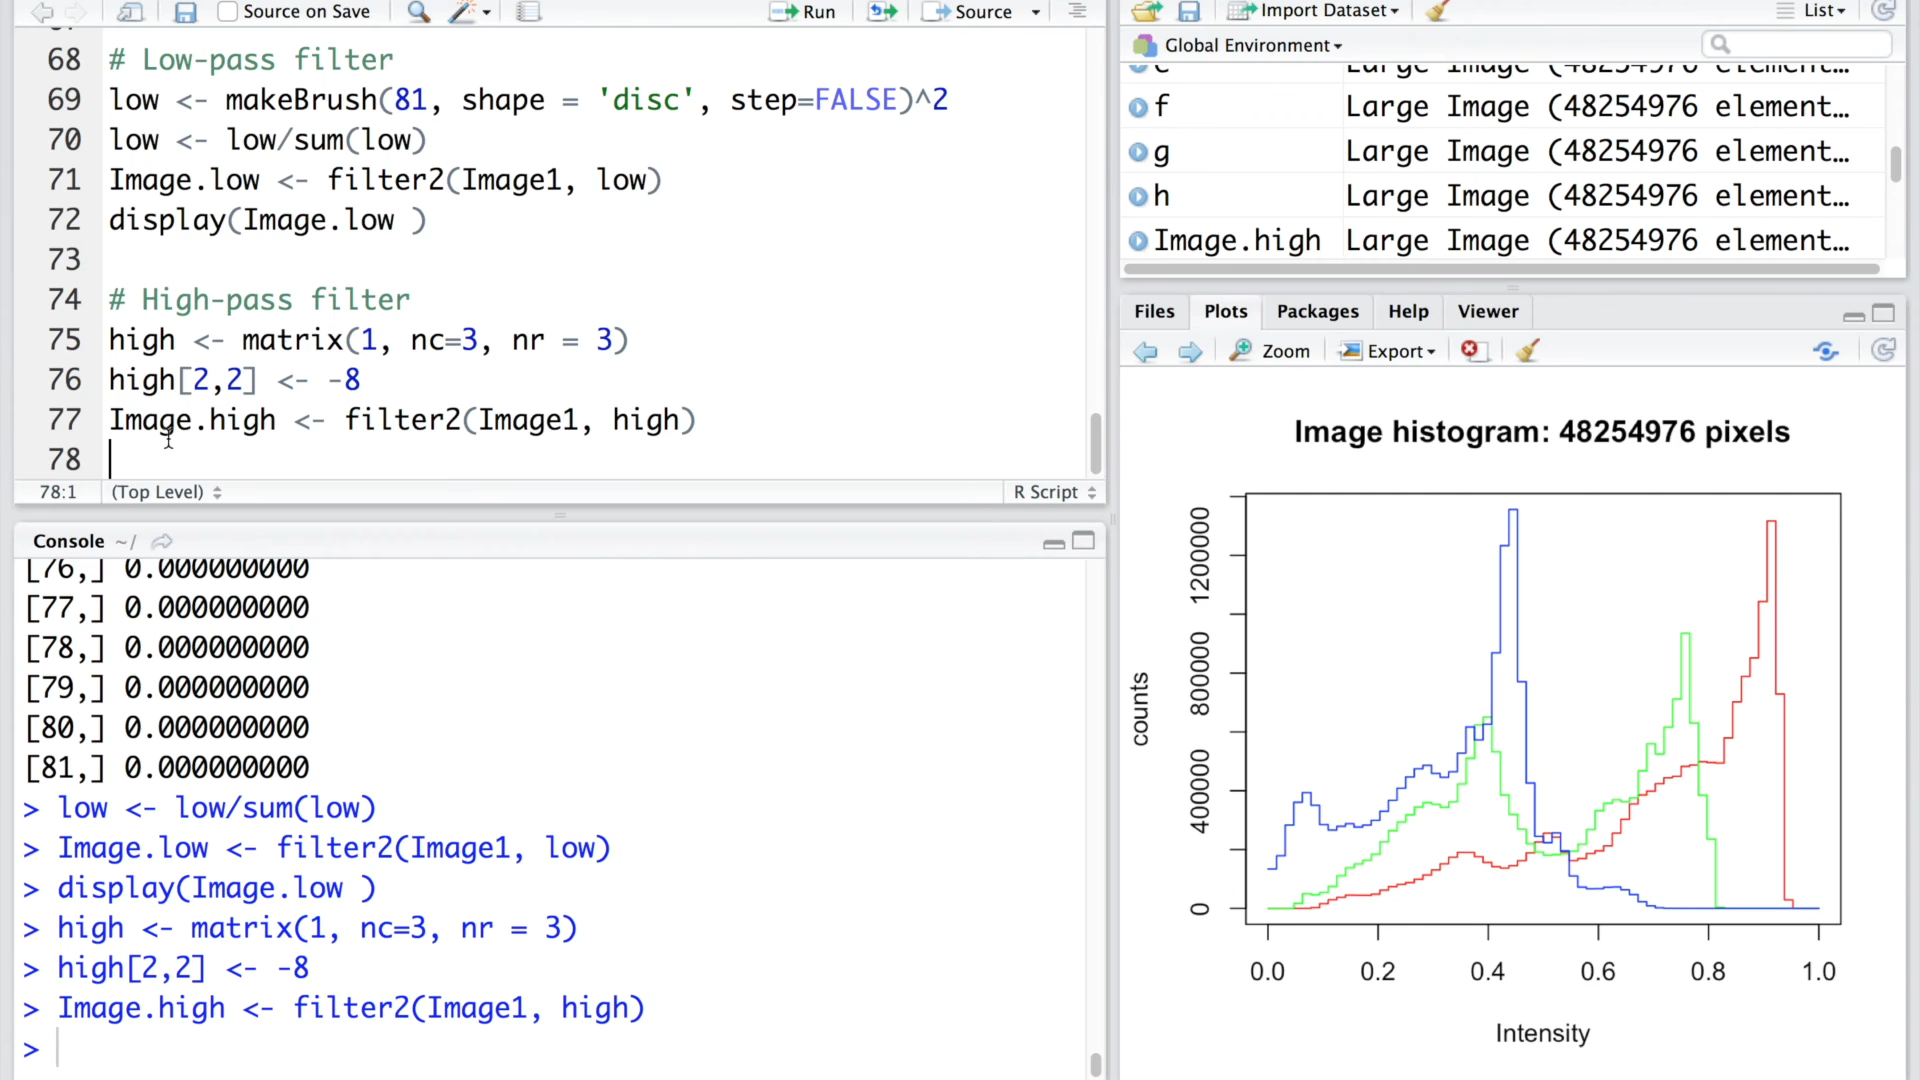 Source on Save
Run
Source
68 # Low-pass filter
69 low <- makeBrush(81, shape = 'disc', step=FALSE)^2
70 low <- low/sum(low)
71 Image.low <- filter2(Image1, low)
72 display(Image.low )
73
74 # High-pass filter
75 high <- matrix(1, nc=3, nr = 3)
76 high[2,2] <- -8
77 Image.high <- filter2(Image1, high)
78
78:1 (Top Level) R Script
Console ~/
[76,] 0.000000000
[77,] 0.000000000
[78,] 0.000000000
[79,] 0.000000000
[80,] 0.000000000
[81,] 0.000000000
> low <- low/sum(low)
> Image.low <- filter2(Image1, low)
> display(Image.low )
> high <- matrix(1, nc=3, nr = 3)
> high[2,2] <- -8
> Image.high <- filter2(Image1, high)
>
Import Dataset List
Global Environment
Large Image (48254976 element…
f Large Image (48254976 element…
g Large Image (48254976 element…
h Large Image (48254976 element…
Image.high Large Image (48254976 element…
Files Plots Packages Help Viewer
Zoom Export
Image histogram: 48254976 pixels
counts
1200000
800000
400000
0
0.0 0.2 0.4 0.6 0.8 1.0
Intensity